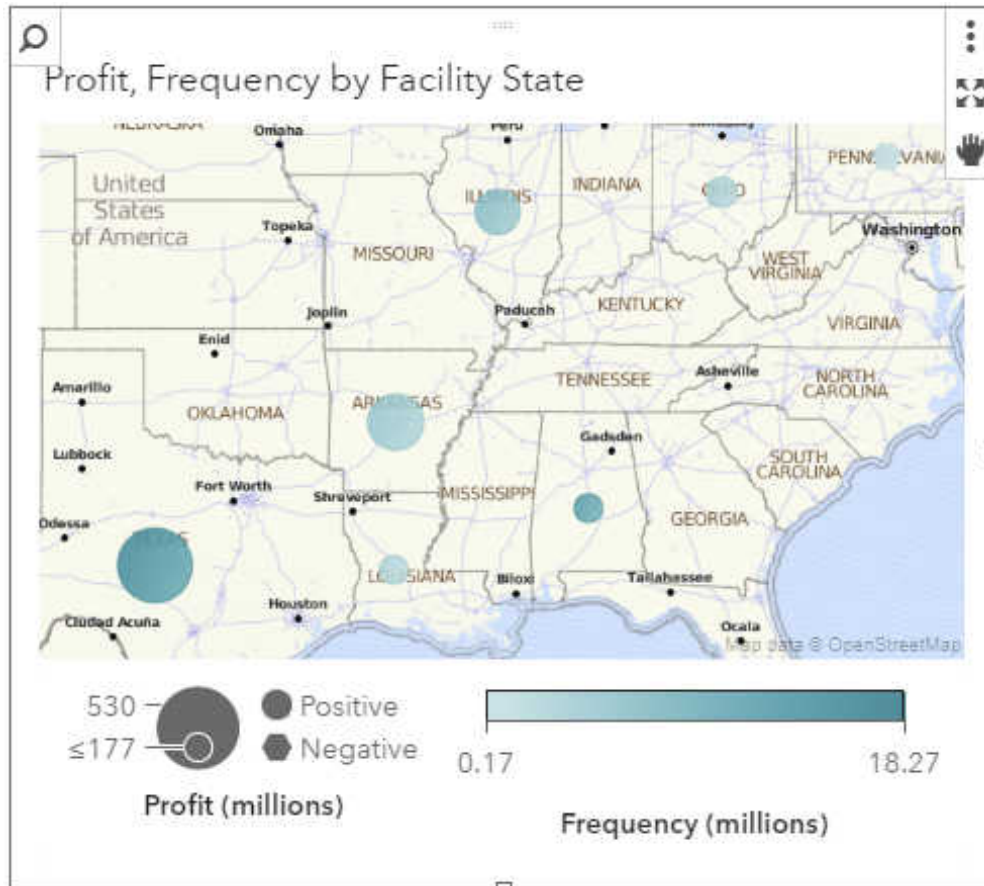 Profit, Frequency by Facility State
NEBRASKA
Omaha
Peru
PENNSYLVANIA
United
States
of America
ILLINOIS
INDIANA
OHIO
Topeka
MISSOURI
Washington
WEST
VIRGINIA
KENTUCKY
Joplin
Paducah
VIRGINIA
Enid
TENNESSEE
Asheville
NORTH
CAROLINA
Amarillo
OKLAHOMA
ARKANSAS
Gadsden
SOUTH
CAROLINA
Lubbock
Fort Worth
Shreveport
MISSISSIPPI
GEORGIA
Odessa
TEXAS
LOUISIANA
Biloxi
Tallahassee
Houston
Ciudad Acuña
Ocala
Map data © OpenStreetMap
530
≤177
Positive
Negative
Profit (millions)
0.17
18.27
Frequency (millions)